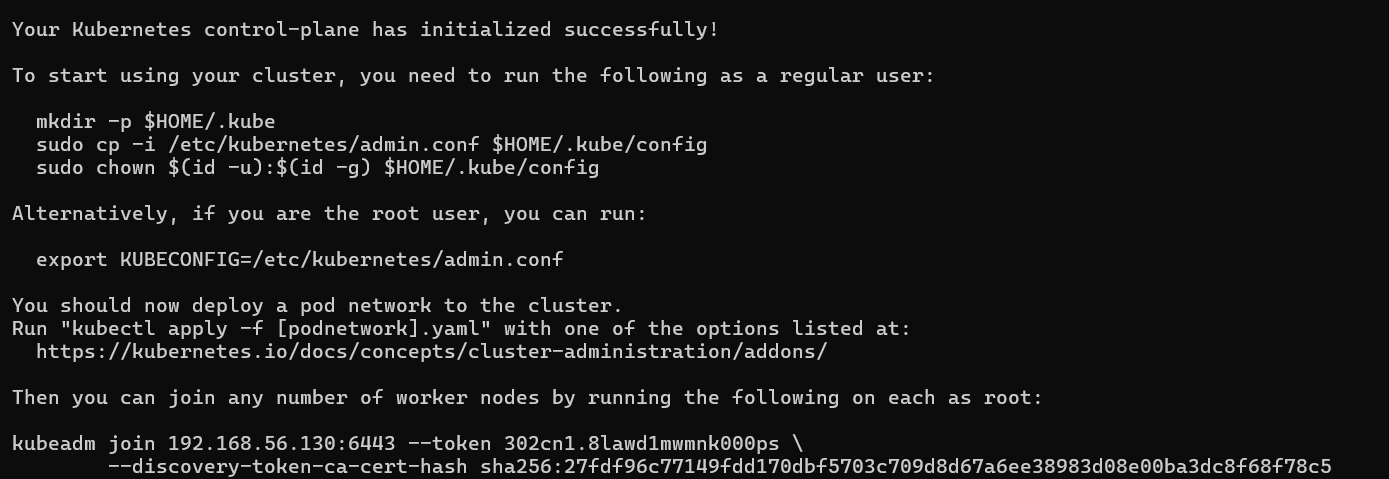 Your Kubernetes control-plane has initialized successfully!
To start using your cluster, you need to run the following as a regular user:
mkdir -p $HOME/.kube
sudo cp -i /etc/kubernetes/admin.conf $HOME/.kube/config
sudo chown $(id -u):$(id -g) $HOME/.kube/config
Alternatively, if you are the root user, you can run:
export KUBECONFIG=/etc/kubernetes/admin.conf
You should now deploy a pod network to the cluster.
Run "kubectl apply -f [podnetwork].yaml" with one of the options listed at:
https://kubernetes.io/docs/concepts/cluster-administration/addons/
Then you can join any number of worker nodes by running the following on each as root:
kubeadm join 192.168.56.130:6443 --token 302cn1.8lawd1mwmnk000ps \
--discovery-token-ca-cert-hash sha256:27fdf96c77149fdd170dbf5703c709d8d67a6ee38983d08e00ba3dc8f68f78c5